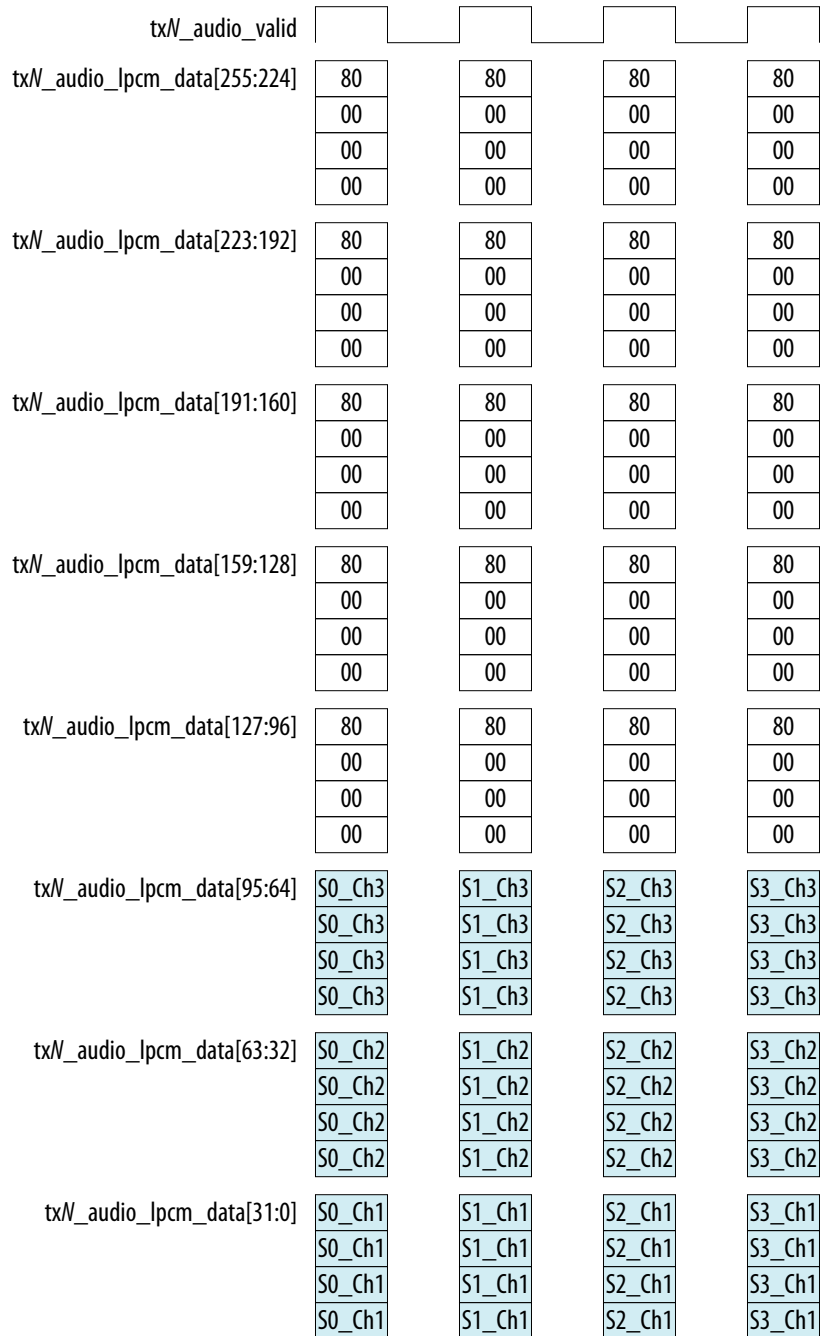 txN_audio_valid
txN_audio_lpcm_data[255:224] 80 80 80 80
00 00 00 00
00 00 00 00
00 00 00 00
txN_audio_lpcm_data[223:192] 80 80 80 80
00 00 00 00
00 00 00 00
00 00 00 00
txN_audio_lpcm_data[191:160] 80 80 80 80
00 00 00 00
00 00 00 00
00 00 00 00
txN_audio_lpcm_data[159:128] 80 80 80 80
00 00 00 00
00 00 00 00
00 00 00 00
txN_audio_lpcm_data[127:96] 80 80 80 80
00 00 00 00
00 00 00 00
00 00 00 00
txN_audio_lpcm_data[95:64] S0_Ch3 S1_Ch3 S2_Ch3 S3_Ch3
S0_Ch3 S1_Ch3 S2_Ch3 S3_Ch3
S0_Ch3 S1_Ch3 S2_Ch3 S3_Ch3
S0_Ch3 S1_Ch3 S2_Ch3 S3_Ch3
txN_audio_lpcm_data[63:32] S0_Ch2 S1_Ch2 S2_Ch2 S3_Ch2
S0_Ch2 S1_Ch2 S2_Ch2 S3_Ch2
S0_Ch2 S1_Ch2 S2_Ch2 S3_Ch2
S0_Ch2 S1_Ch2 S2_Ch2 S3_Ch2
txN_audio_lpcm_data[31:0] S0_Ch1 S1_Ch1 S2_Ch1 S3_Ch1
S0_Ch1 S1_Ch1 S2_Ch1 S3_Ch1
S0_Ch1 S1_Ch1 S2_Ch1 S3_Ch1
S0_Ch1 S1_Ch1 S2_Ch1 S3_Ch1